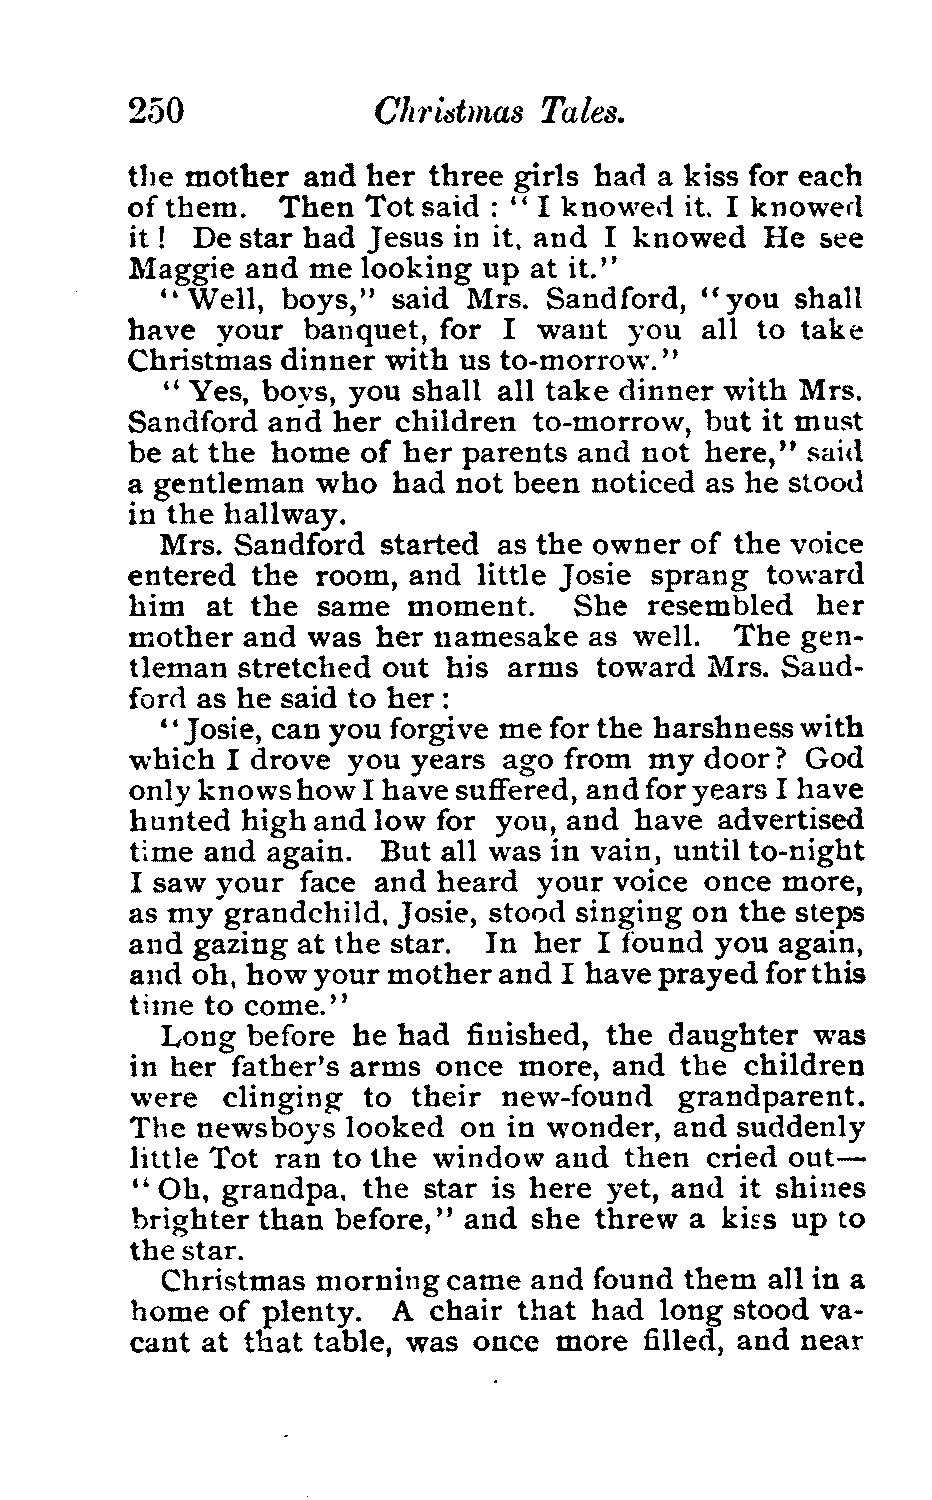 250 Christmas Tales.
the mother and her three girls had a kiss for each
of them. Then Tot said : " I knowed it. I knowed
it ! De star had Jesus in it, and I knowed He see
Maggie and me looking up at it."
"Well, boys," said Mrs. Sandford, "you shall
have your banquet, for I want you all to take
Christmas dinner with us to-morrow."
"Yes, boys, you shall all take dinner with Mrs.
Sandford and her children to-morrow, but it must
be at the home of her parents and not here," said
a gentleman who had not been noticed as he stood
in the hallway.
Mrs. Sandford started as the owner of the voice
entered the room, and little Josie sprang toward
him at the same moment. She resembled her
mother and was her namesake as well. The gen-
tleman stretched out his arms toward Mrs. Sand-
ford as he said to her :
"Josie, can you forgive me for the harshness with
which I drove you years ago from my door? God
only knows how I have suffered, and for years I have
hunted high and low for you, and have advertised
time and again. But all was in vain, until to-night
I saw your face and heard your voice once more,
as my grandchild, Josie, stood singing on the steps
and gazing at the star. In her I found you again,
and oh, how your mother and I have prayed for this
time to come."
Long before he had finished, the daughter was
in her father's arms once more, and the children
were clinging to their new-found grandparent.
The newsboys looked on in wonder, and suddenly
little Tot ran to the window and then cried out—
"Oh, grandpa, the star is here yet, and it shines
brighter than before," and she threw a kiss up to
the star.
Christmas morning came and found them all in a
home of plenty. A chair that had long stood va-
cant at that table, was once more filled, and near